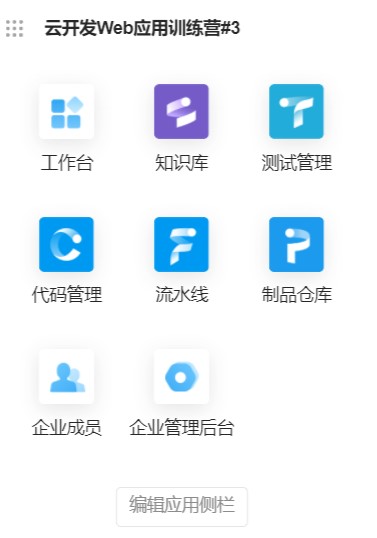 云开发Web应用训练营#3
工作台
知识库
测试管理
代码管理
流水线
制品仓库
企业成员
企业管理后台
编辑应用侧栏